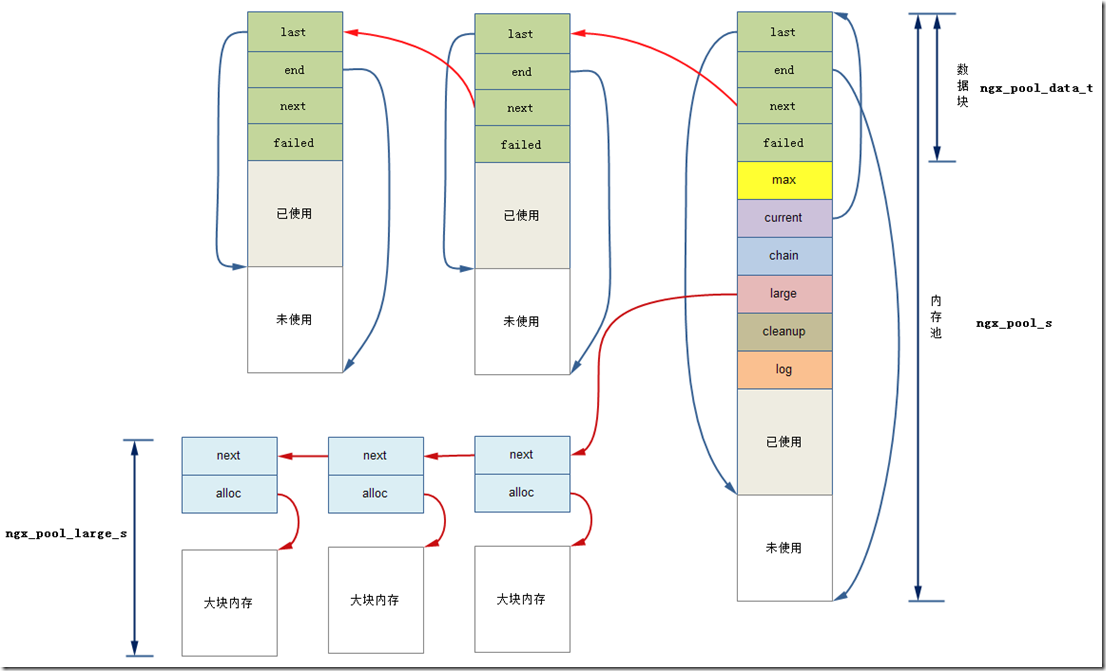 last
end
next
failed
已使用
未使用
last
end
next
failed
已使用
未使用
last
end
next
failed
max
current
chain
large
cleanup
log
已使用
未使用
数据块
ngx_pool_data_t
内存池
ngx_pool_s
ngx_pool_large_s
next
alloc
大块内存
next
alloc
大块内存
next
alloc
大块内存